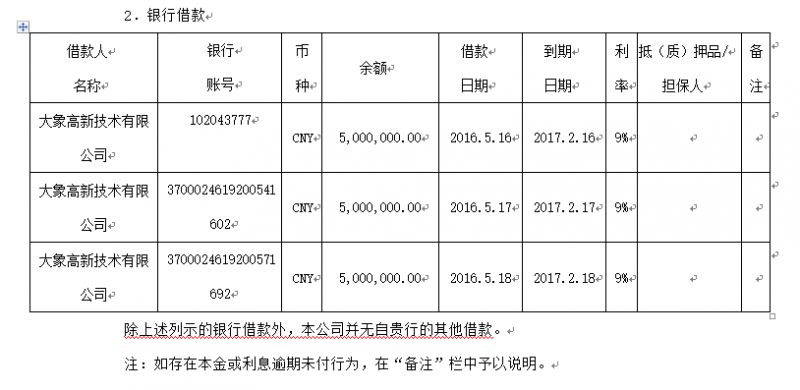 2．银行借款
借款人 银行 币 余额 借款 到期 利 抵（质）押品/ 备
名称 账号 种 日期 日期 率 担保人 注
大象高新技术有限 102043777 CNY 5,000,000.00 2016.5.16 2017.2.16 9%
公司
大象高新技术有限 3700024619200541 CNY 5,000,000.00 2016.5.17 2017.2.17 9%
公司 602
大象高新技术有限 3700024619200571 CNY 5,000,000.00 2016.5.18 2017.2.18 9%
公司 692
除上述列示的银行借款外，本公司并无自贵行的其他借款。
注：如存在本金或利息逾期未付行为，在“备注”栏中予以说明。